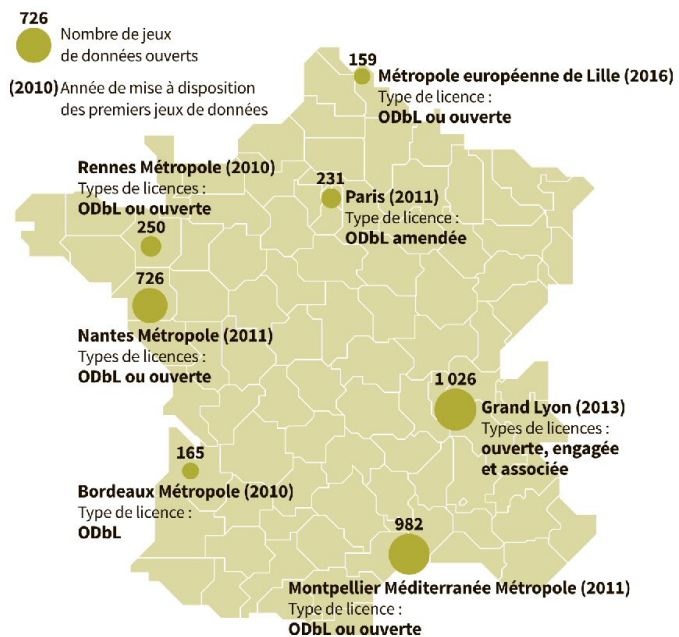 726
Nombre de jeux
de données ouverts
(2010) Année de mise à disposition
des premiers jeux de données
159
Métropole européenne de Lille (2016)
Type de licence :
ODbL ou ouverte
Rennes Métropole (2010)
Types de licences :
ODbL ou ouverte
250
231
Paris (2011)
Type de licence :
ODbL amendée
726
Nantes Métropole (2011)
Types de licences :
ODbL ou ouverte
1 026
Grand Lyon (2013)
Types de licences :
ouverte, engagée
et associée
165
Bordeaux Métropole (2010)
Type de licence :
ODbL
982
Montpellier Méditerranée Métropole (2011)
Type de licence :
ODbL ou ouverte